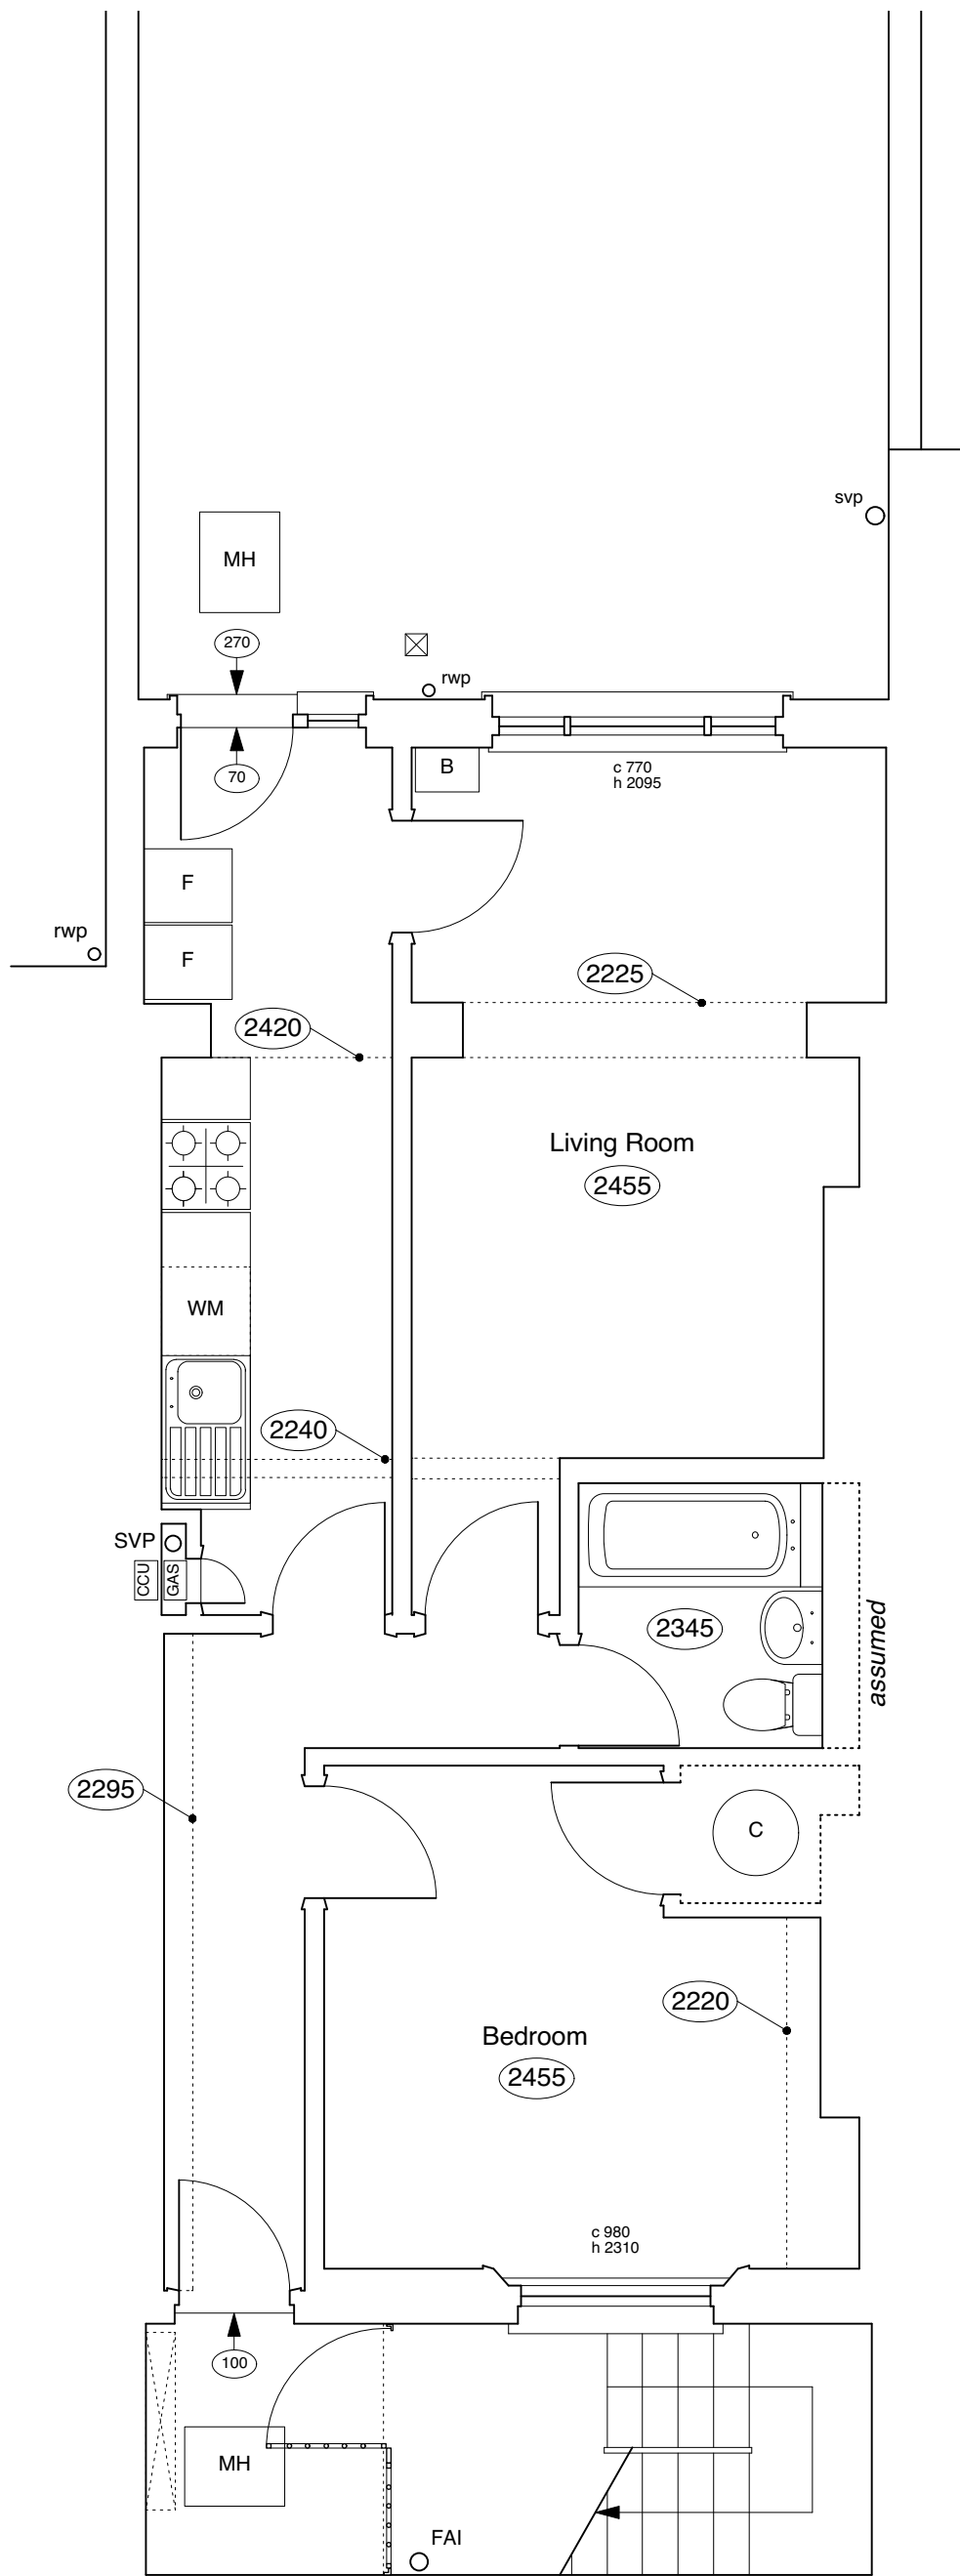 svp
MH
270
rwp
70
B
c 770
h 2095
F
rwp
F
2225
2420
Living Room
2455
WM
2240
SVP
CCU
GAS
2345
assumed
2295
C
2220
Bedroom
2455
c 980
h 2310
100
MH
FAI